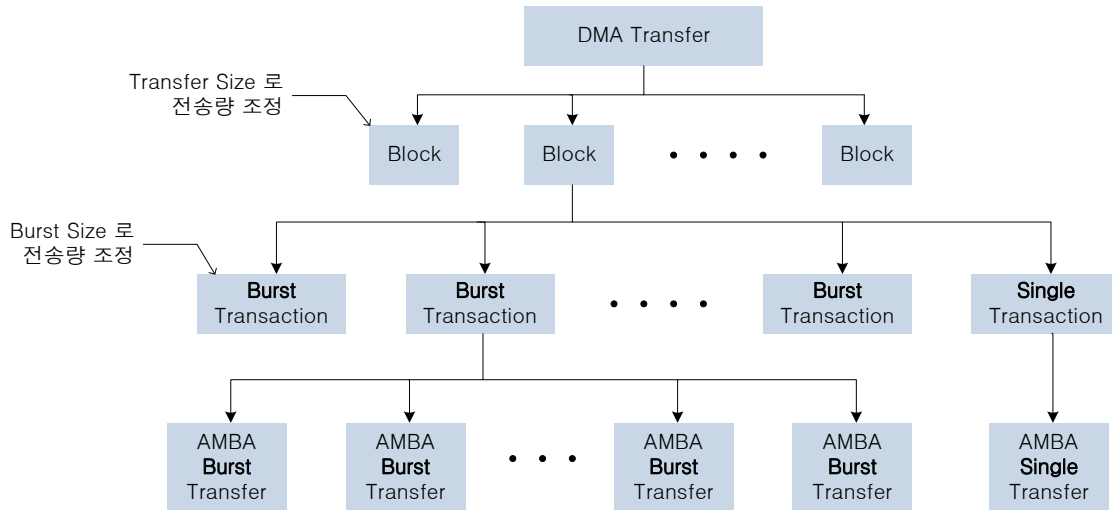 DMA Transfer
Transfer Size 로
전송량 조정
Block
Block
Block
Burst Size 로
전송량 조정
Burst
Transaction
Burst
Transaction
Burst
Transaction
Single
Transaction
AMBA
Burst
Transfer
AMBA
Burst
Transfer
AMBA
Burst
Transfer
AMBA
Burst
Transfer
AMBA
Single
Transfer